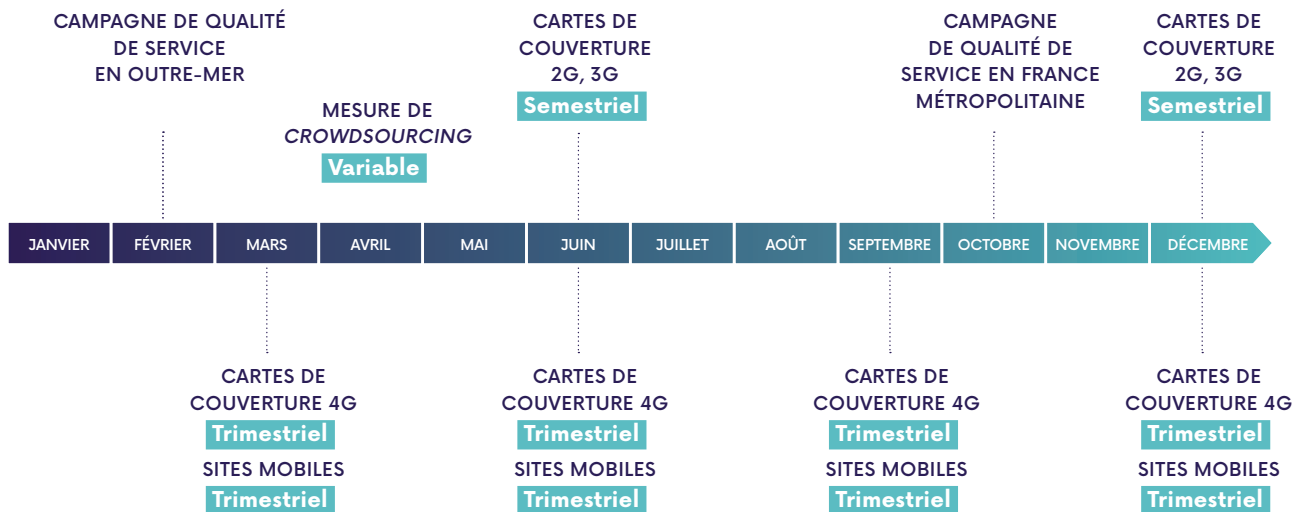 CAMPAGNE DE QUALITÉ
DE SERVICE
EN OUTRE-MER
MESURE DE
CROWDSOURCING
Variable
CARTES DE
COUVERTURE
2G, 3G
Semestriel
CAMPAGNE
DE QUALITÉ DE
SERVICE EN FRANCE
MÉTROPOLITAINE
CARTES DE
COUVERTURE
2G, 3G
Semestriel
JANVIER
FÉVRIER
MARS
AVRIL
MAI
JUIN
JUILLET
AOÛT
SEPTEMBRE
OCTOBRE
NOVEMBRE
DÉCEMBRE
CARTES DE
COUVERTURE 4G
Trimestriel
SITES MOBILES
Trimestriel
CARTES DE
COUVERTURE 4G
Trimestriel
SITES MOBILES
Trimestriel
CARTES DE
COUVERTURE 4G
Trimestriel
SITES MOBILES
Trimestriel
CARTES DE
COUVERTURE 4G
Trimestriel
SITES MOBILES
Trimestriel